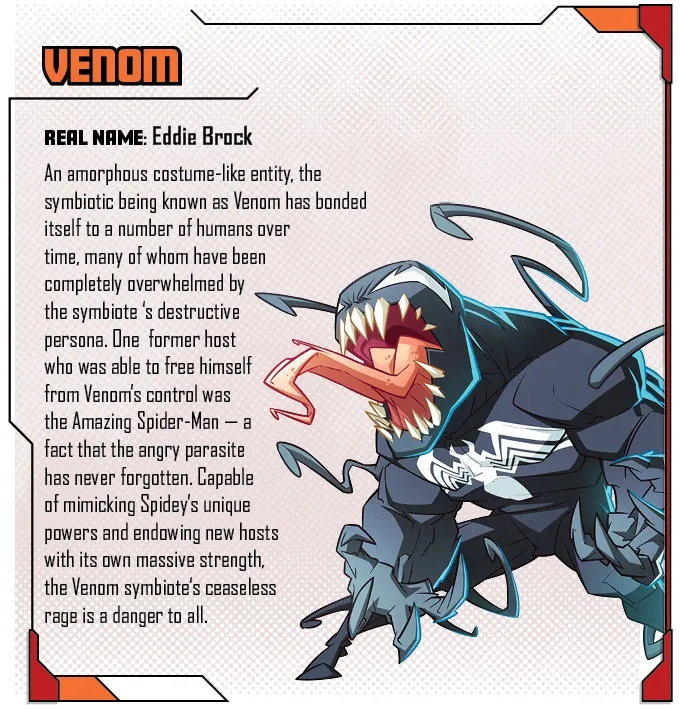 VENOM
REAL NAME: Eddie Brock
An amorphous costume-like entity, the
symbiotic being known as Venom has bonded
itself to a number of humans over
time, many of whom have been
completely overwhelmed by
the symbiote ‘s destructive
persona. One  former host
who was able to free himself
from Venom’s control was
the Amazing Spider-Man — a
fact that the angry parasite
has never forgotten. Capable
of mimicking Spidey’s unique
powers and endowing new hosts
with its own massive strength,
the Venom symbiote‘s ceaseless
rage is a danger to all.